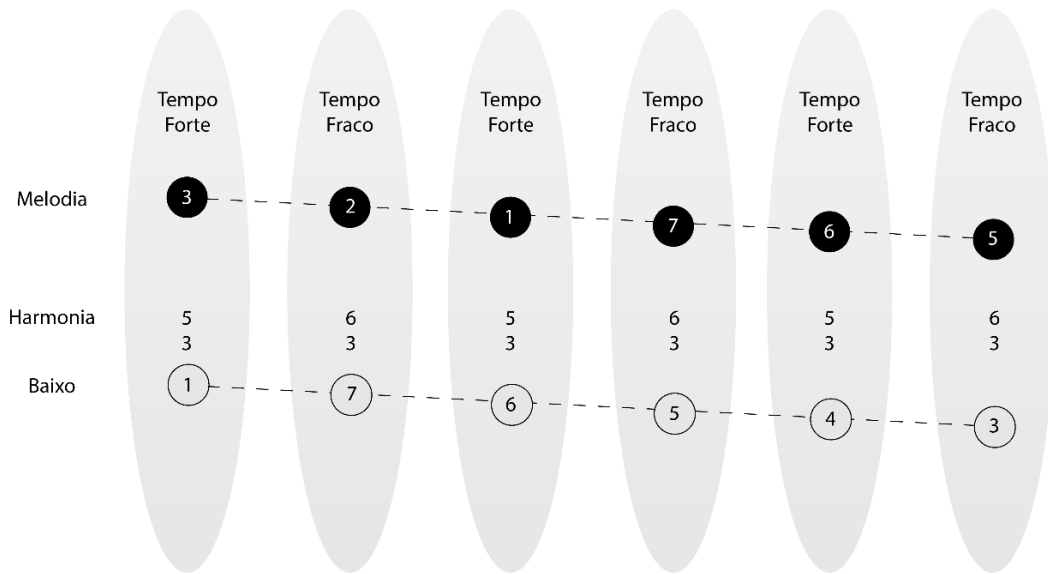 Tempo Tempo Tempo Tempo Tempo Tempo
Forte Fraco Forte Fraco Forte Fraco
Melodia 3 2 1 7 6 5
Harmonia 5 6 5 6 5 6
3 3 3 3 3 3
Baixo 1 7 6 5 4 3